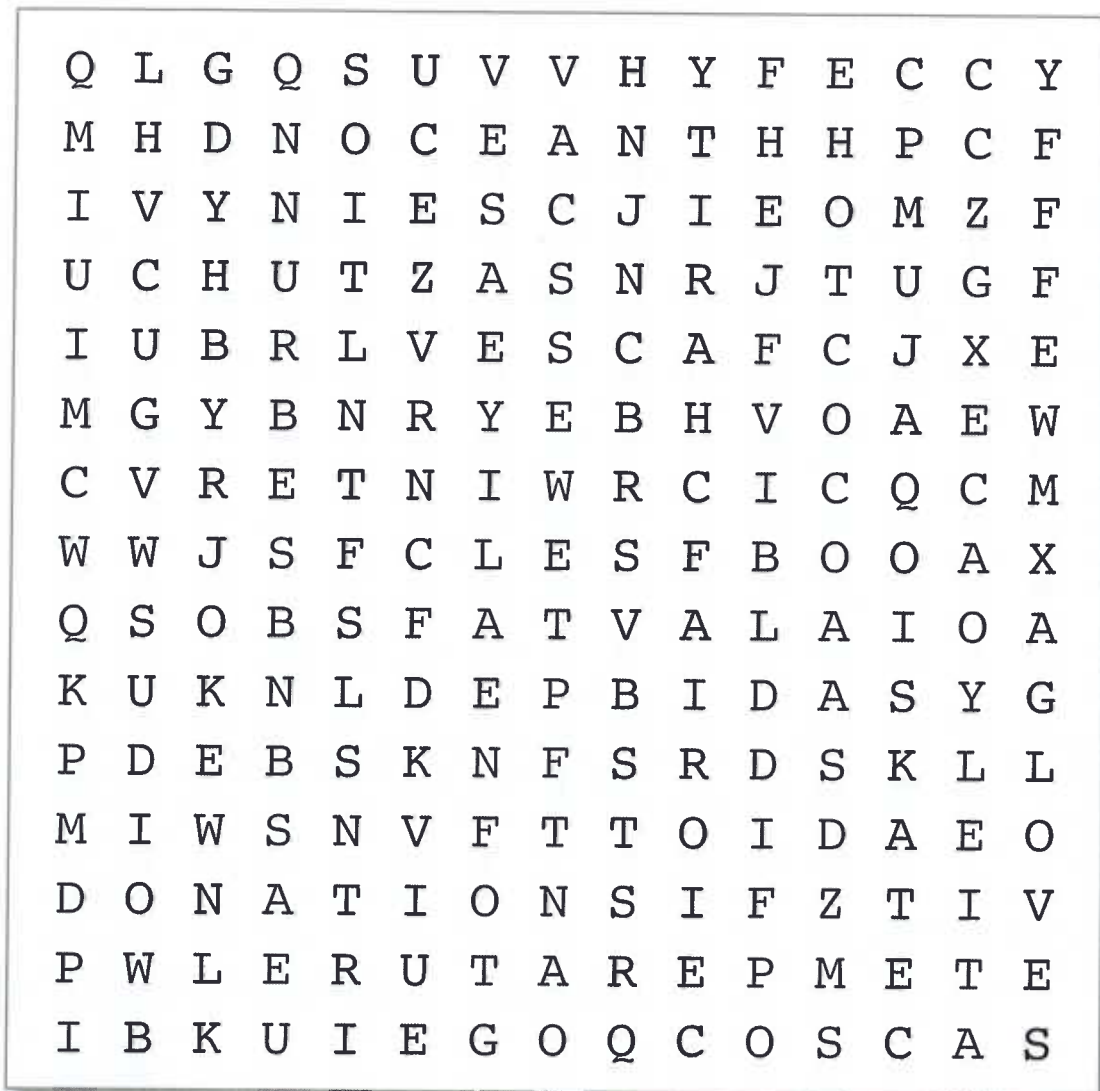 Q L G Q S U V V H Y F E C C Y
M H D N O C E A N T H H P C F
I V Y N I E S C J I E O M Z F
U C H U T Z A S N R J T U G F
I U B R L V E S C A F C J X E
M G Y B N R Y E B H V O A E W
C V R E T N I W R C I C Q C M
W W J S F C L E S F B O O A X
Q S O B S F A T V A L A I O A
K U K N L D E P B I D A S Y G
P D E B S K N F S R D S K L L
M I W S N V F T T O I D A E O
D O N A T I O N S I F Z T I V
P W L E R U T A R E P M E T E
I B K U I E G O Q C O S C A S